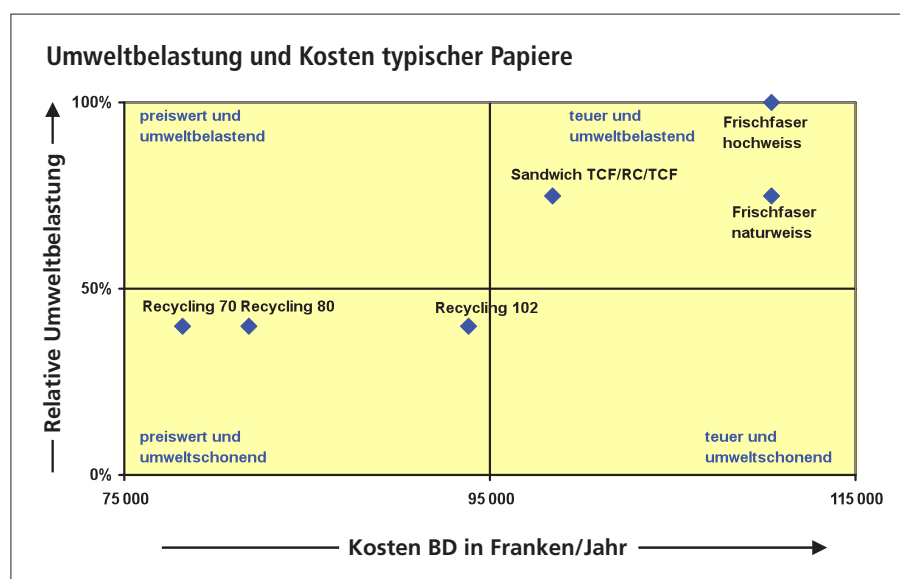 Umweltbelastung und Kosten typischer Papiere
Relative Umweltbelastung
100%
50%
0%
preiswert und
umweltbelastend
teuer und
umweltbelastend
Frischfaser
hochweiss
Sandwich TCF/RC/TCF
Frischfaser
naturweiss
Recycling 70
Recycling 80
Recycling 102
preiswert und
umweltschonend
teuer und
umweltschonend
75 000
95 000
115 000
Kosten BD in Franken/Jahr